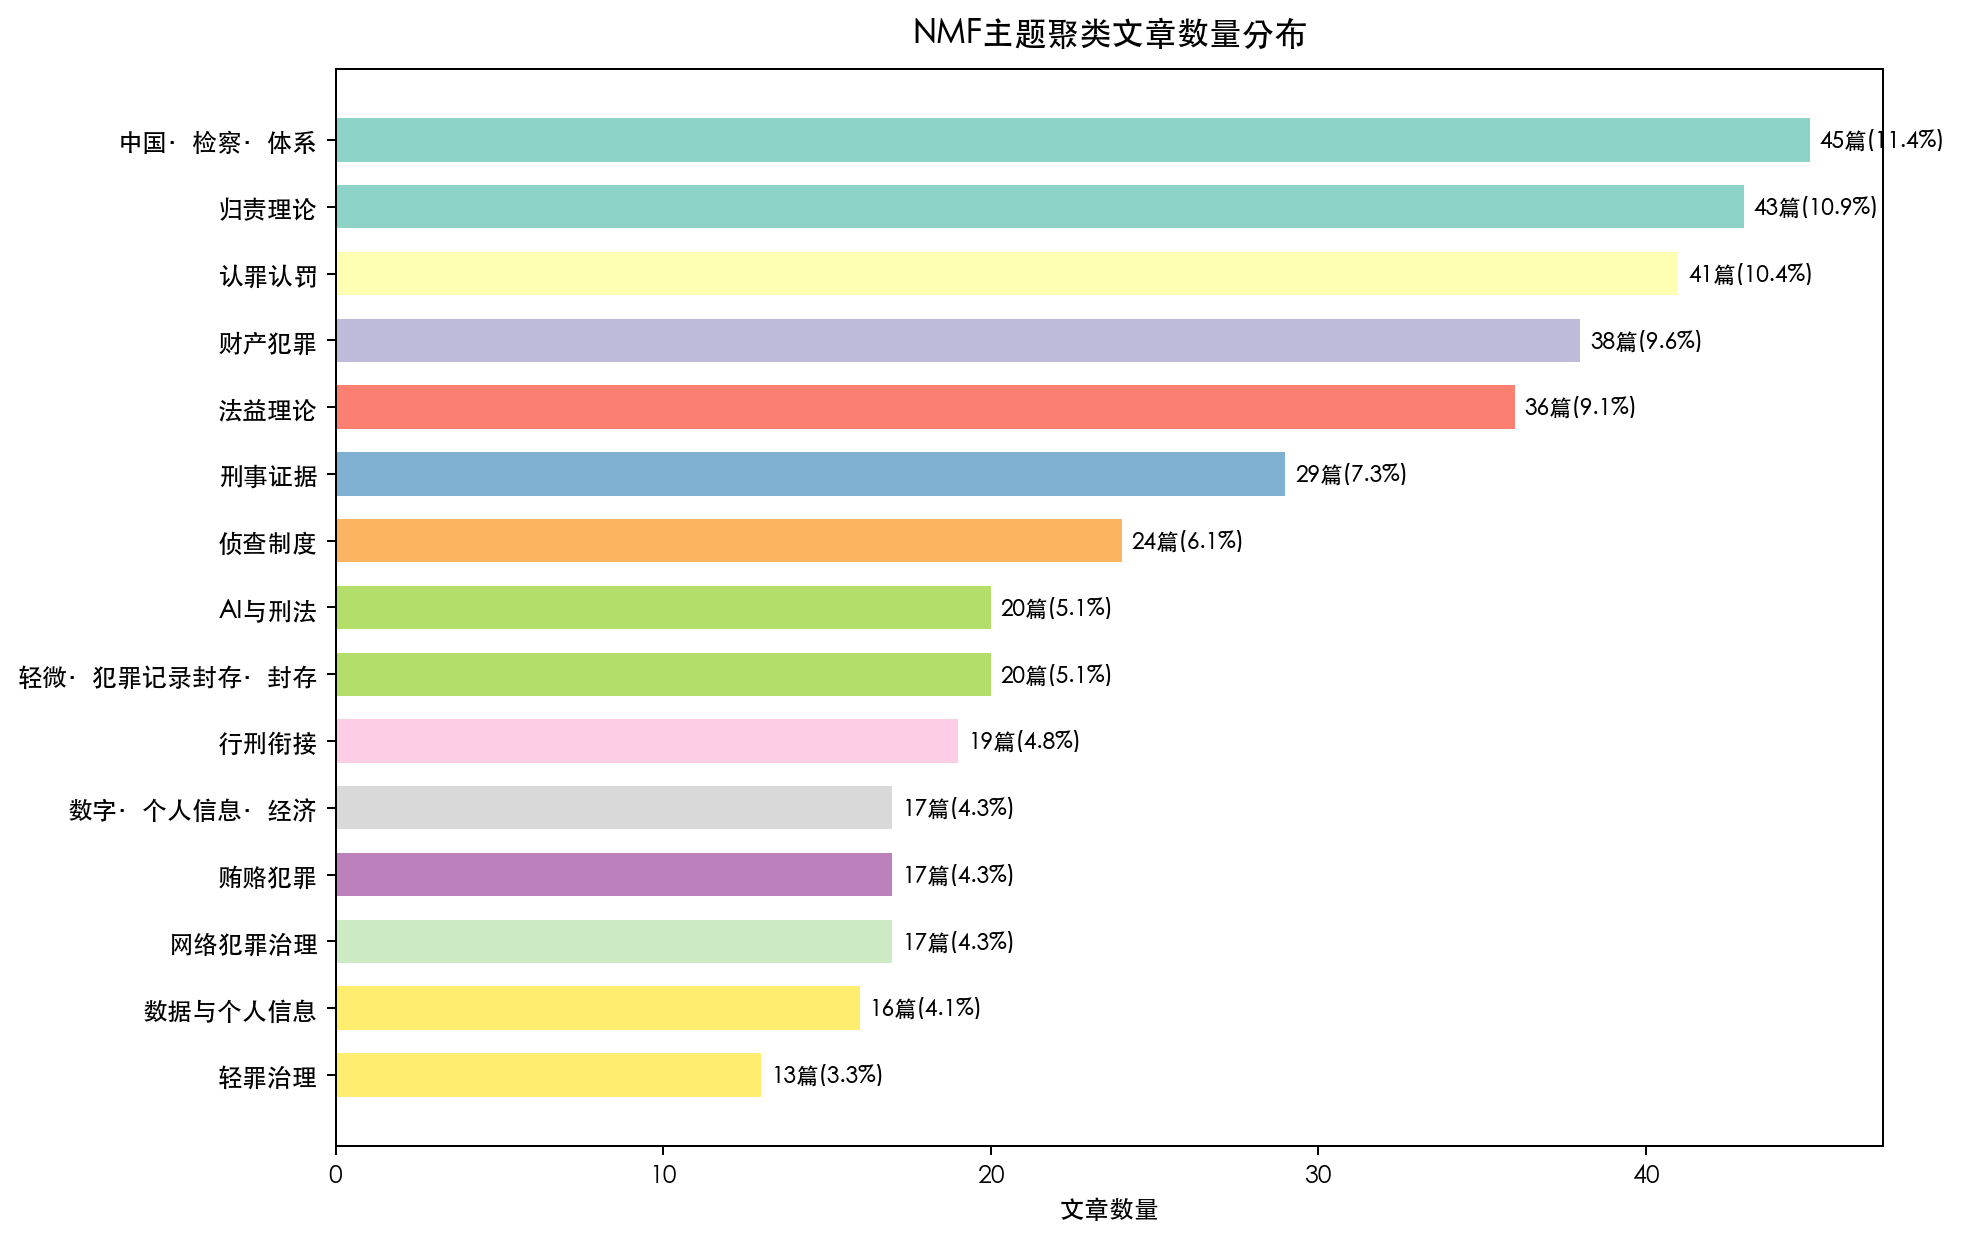 NMF主题聚类文章数量分布
中国· 检察· 体系 45篇(11.4%)
归责理论 43篇(10.9%)
认罪认罚 41篇(10.4%)
财产犯罪 38篇(9.6%)
法益理论 36篇(9.1%)
刑事证据 29篇(7.3%)
侦查制度 24篇(6.1%)
AI与刑法 20篇(5.1%)
轻微· 犯罪记录封存· 封存 20篇(5.1%)
行刑衔接 19篇(4.8%)
数字· 个人信息· 经济 17篇(4.3%)
贿赂犯罪 17篇(4.3%)
网络犯罪治理 17篇(4.3%)
数据与个人信息 16篇(4.1%)
轻罪治理 13篇(3.3%)
0 10 20 30 40
文章数量